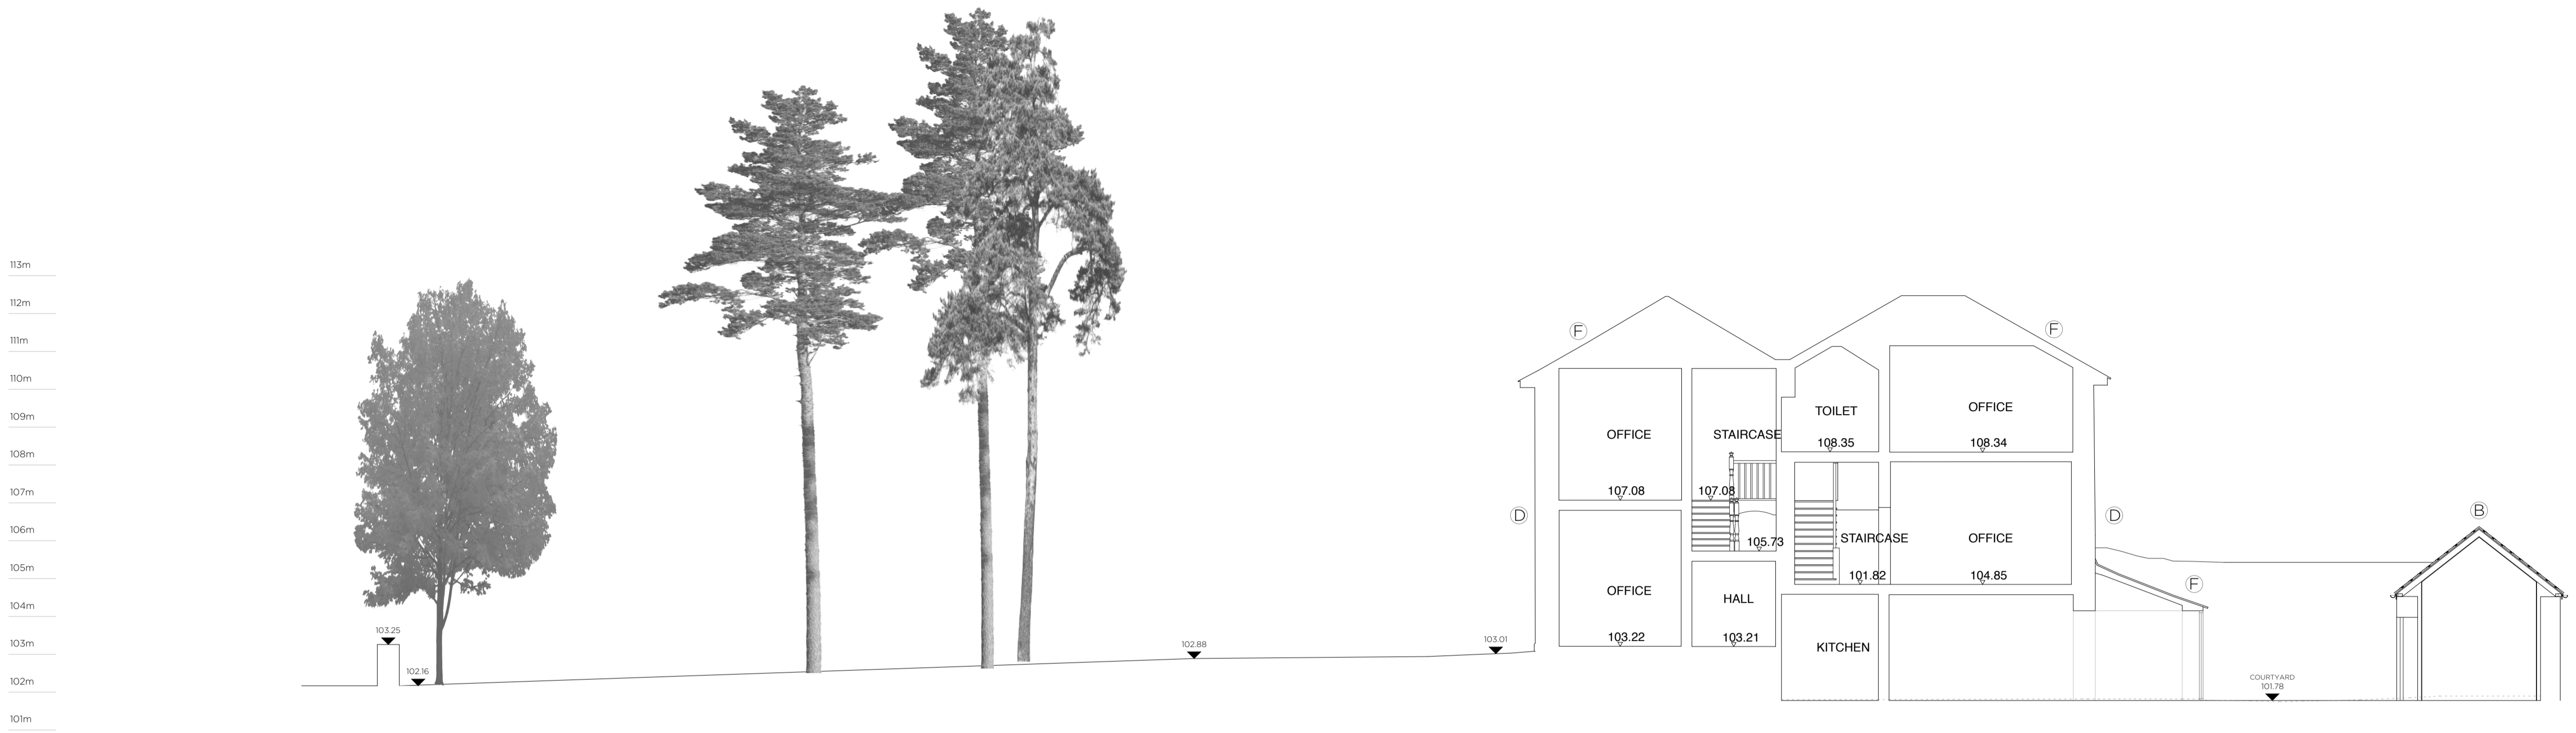 113m
112m
111m
110m
109m
108m
107m
106m
105m
104m
103m
102m
101m
103.25
102.16
102.88
103.01
F
F
D
D
F
B
OFFICE
107.08
STAIRCASE
107.08
TOILET
108.35
OFFICE
108.34
OFFICE
103.22
105.73
HALL
103.21
STAIRCASE
101.82
OFFICE
104.85
KITCHEN
COURTYARD
101.78